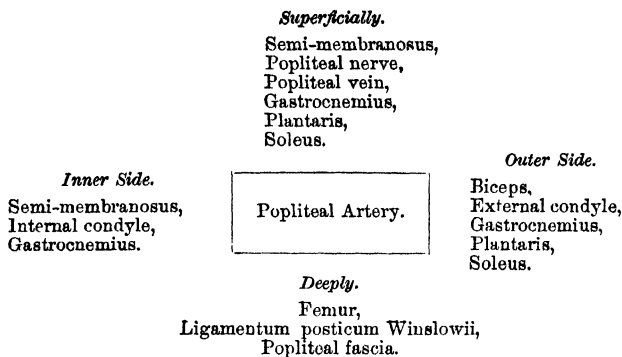 Superficially.
Semi-membranosus,
Popliteal nerve,
Popliteal vein,
Gastrocnemius,
Plantaris,
Soleus.
Inner Side.
Semi-membranosus,
Internal condyle,
Gastrocnemius.
Popliteal Artery.
Outer Side.
Biceps,
External condyle,
Gastrocnemius,
Plantaris,
Soleus.
Deeply.
Femur,
Ligamentum posticum Winslowii,
Popliteal fascia.